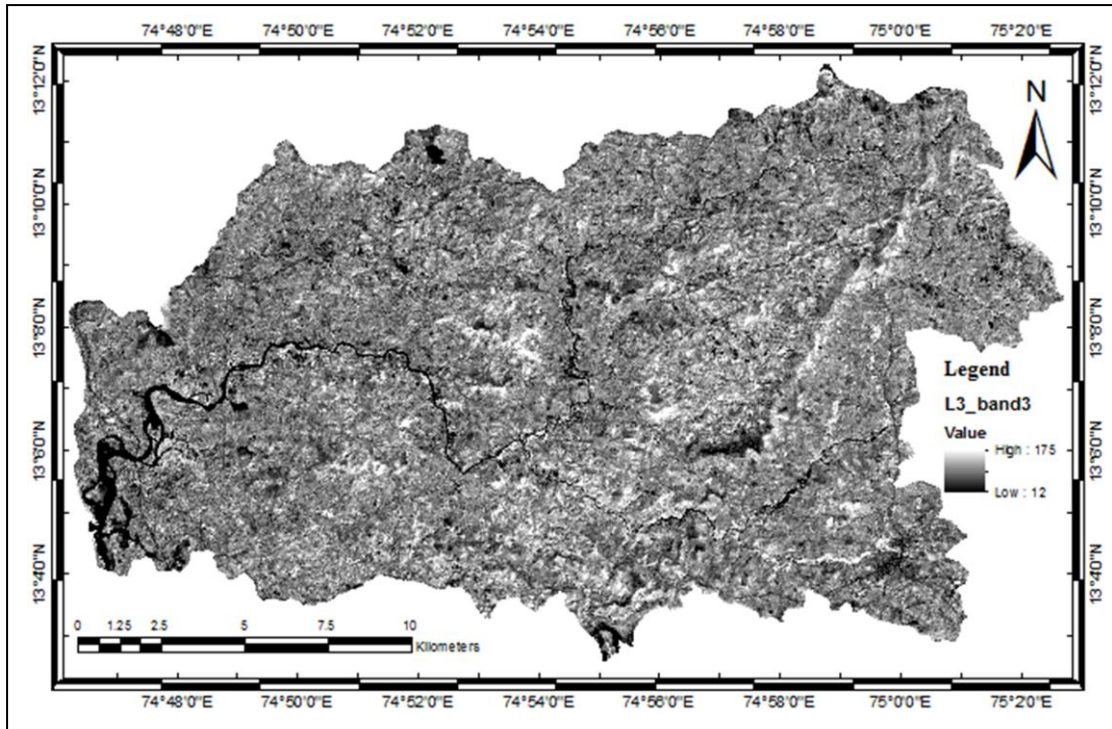 74°48'0"E 74°50'0"E 74°52'0"E 74°54'0"E 74°56'0"E 74°58'0"E 75°0'0"E 75°2'0"E
13°12'0"N 13°12'0"N
N
13°10'0"N 13°10'0"N
13°8'0"N 13°8'0"N
Legend
L3_band3
Value
High : 175
Low : 12
13°6'0"N 13°6'0"N
13°4'0"N 13°4'0"N
0 1.25 2.5 5 7.5 10
Kilometers
74°48'0"E 74°50'0"E 74°52'0"E 74°54'0"E 74°56'0"E 74°58'0"E 75°0'0"E 75°2'0"E